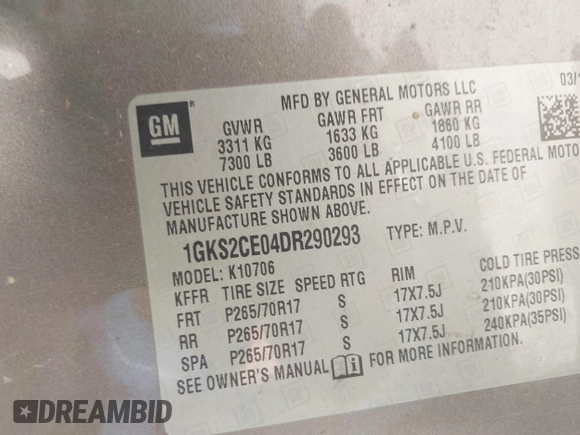 MFD BY GENERAL MOTORS LLC
03/1
GM
GVWR GAWR FRT GAWR RR
3311 KG 1633 KG 1860 KG
7300 LB 3600 LB 4100 LB
THIS VEHICLE CONFORMS TO ALL APPLICABLE U.S. FEDERAL MOTO
VEHICLE SAFETY STANDARDS IN EFFECT ON THE DATE OF
MANUFACTURE SHOWN ABOVE.
1GKS2CE04DR290293 TYPE: M.P.V.
MODEL: K10706
KFFR TIRE SIZE SPEED RTG RIM COLD TIRE PRESS
FRT P265/70R17 S 17X7.5J 210KPA(30PSI)
RR P265/70R17 S 17X7.5J 210KPA(30PSI)
SPA P265/70R17 S 17X7.5J 240KPA(35PSI)
SEE OWNER'S MANUAL FOR MORE INFORMATION.
DREAMBID